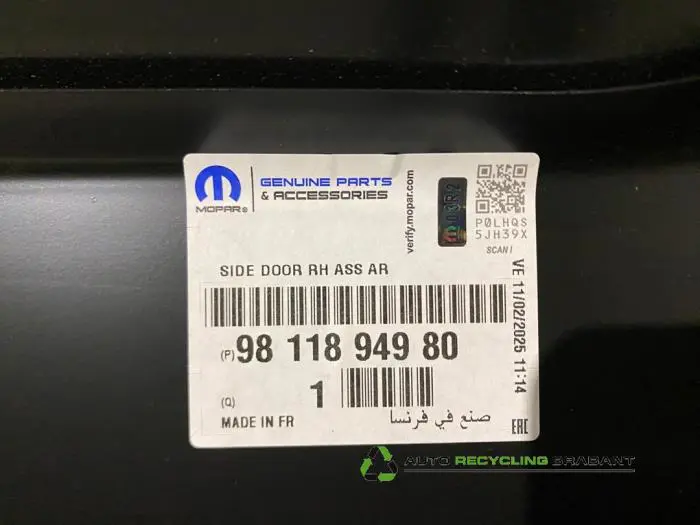 MOPAR®
GENUINE PARTS
& ACCESSORIES
verify.mopar.com
P0LHQS
5JH39X
SCAN!
SIDE DOOR RH ASS AR
(P) 98 118 949 80
(Q) 1
MADE IN FR
صنع في فرنسا
VE 11/02/2025 11:14
EAC
AUTO RECYCLING BRABANT